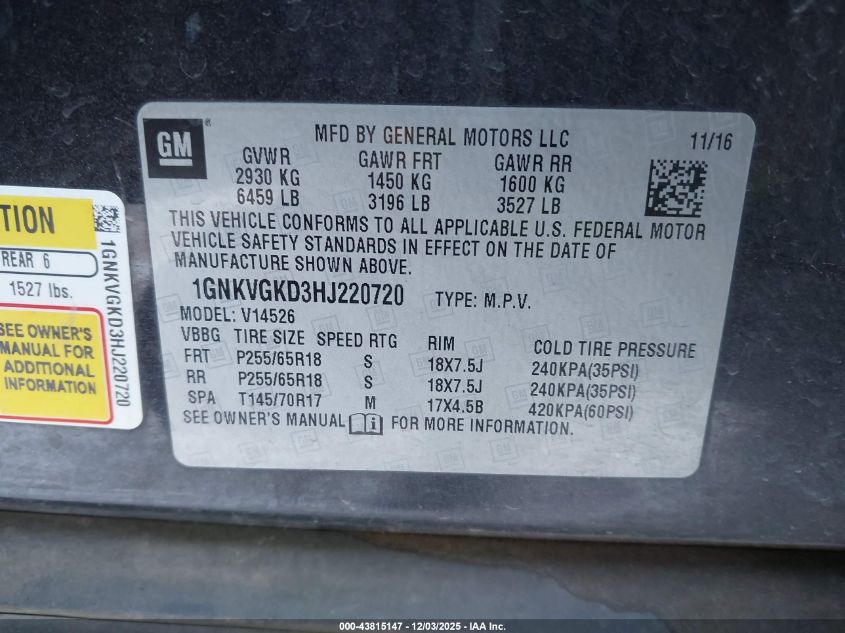 GM
®
MFD BY GENERAL MOTORS LLC
11/16
GVWR GAWR FRT GAWR RR
2930 KG 1450 KG 1600 KG
6459 LB 3196 LB 3527 LB
THIS VEHICLE CONFORMS TO ALL APPLICABLE U.S. FEDERAL MOTOR
VEHICLE SAFETY STANDARDS IN EFFECT ON THE DATE OF
MANUFACTURE SHOWN ABOVE.
1GNKVGKD3HJ220720 TYPE: M.P.V.
MODEL: V14526
VBBG TIRE SIZE SPEED RTG RIM COLD TIRE PRESSURE
FRT P255/65R18 S 18X7.5J 240KPA(35PSI)
RR P255/65R18 S 18X7.5J 240KPA(35PSI)
SPA T145/70R17 M 17X4.5B 420KPA(60PSI)
SEE OWNER'S MANUAL FOR MORE INFORMATION.
TION
REAR 6
1527 lbs.
SEE OWNER'S
MANUAL FOR
ADDITIONAL
INFORMATION
1GNKVGKD3HJ220720
000-43815147 - 12/03/2025 - IAA Inc.